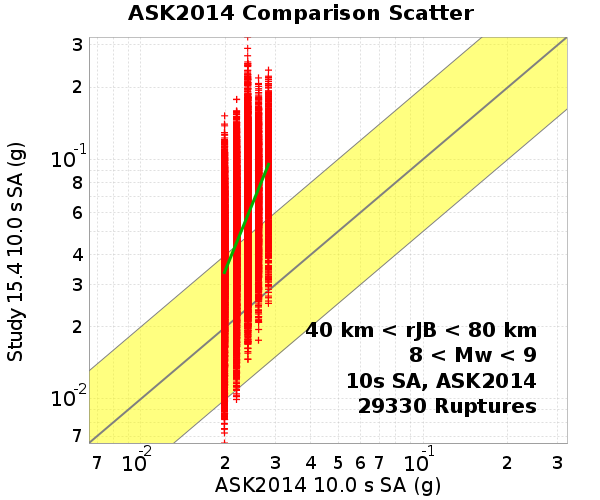 ASK2014 Comparison Scatter
3
2
10-1
8
6
4
3
2
10-2
7
Study 15.4 10.0 s SA (g)
40 km < rJB < 80 km
8 < Mw < 9
10s SA, ASK2014
29330 Ruptures
7 10-2 2 3 4 5 6 7 10-1 2 3
ASK2014 10.0 s SA (g)